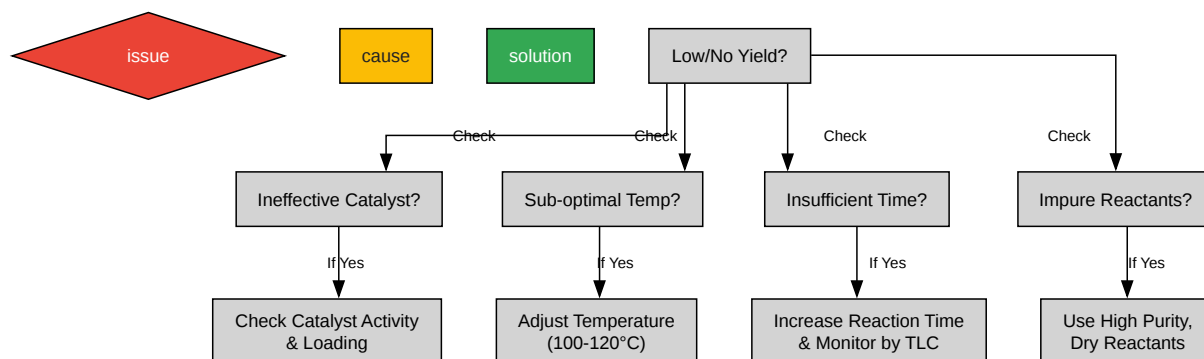 issue
cause
solution
Low/No Yield?
Check
Check
Check
Check
Ineffective Catalyst?
Sub-optimal Temp?
Insufficient Time?
Impure Reactants?
If Yes
If Yes
If Yes
If Yes
Check Catalyst Activity
& Loading
Adjust Temperature
(100-120°C)
Increase Reaction Time
& Monitor by TLC
Use High Purity,
Dry Reactants